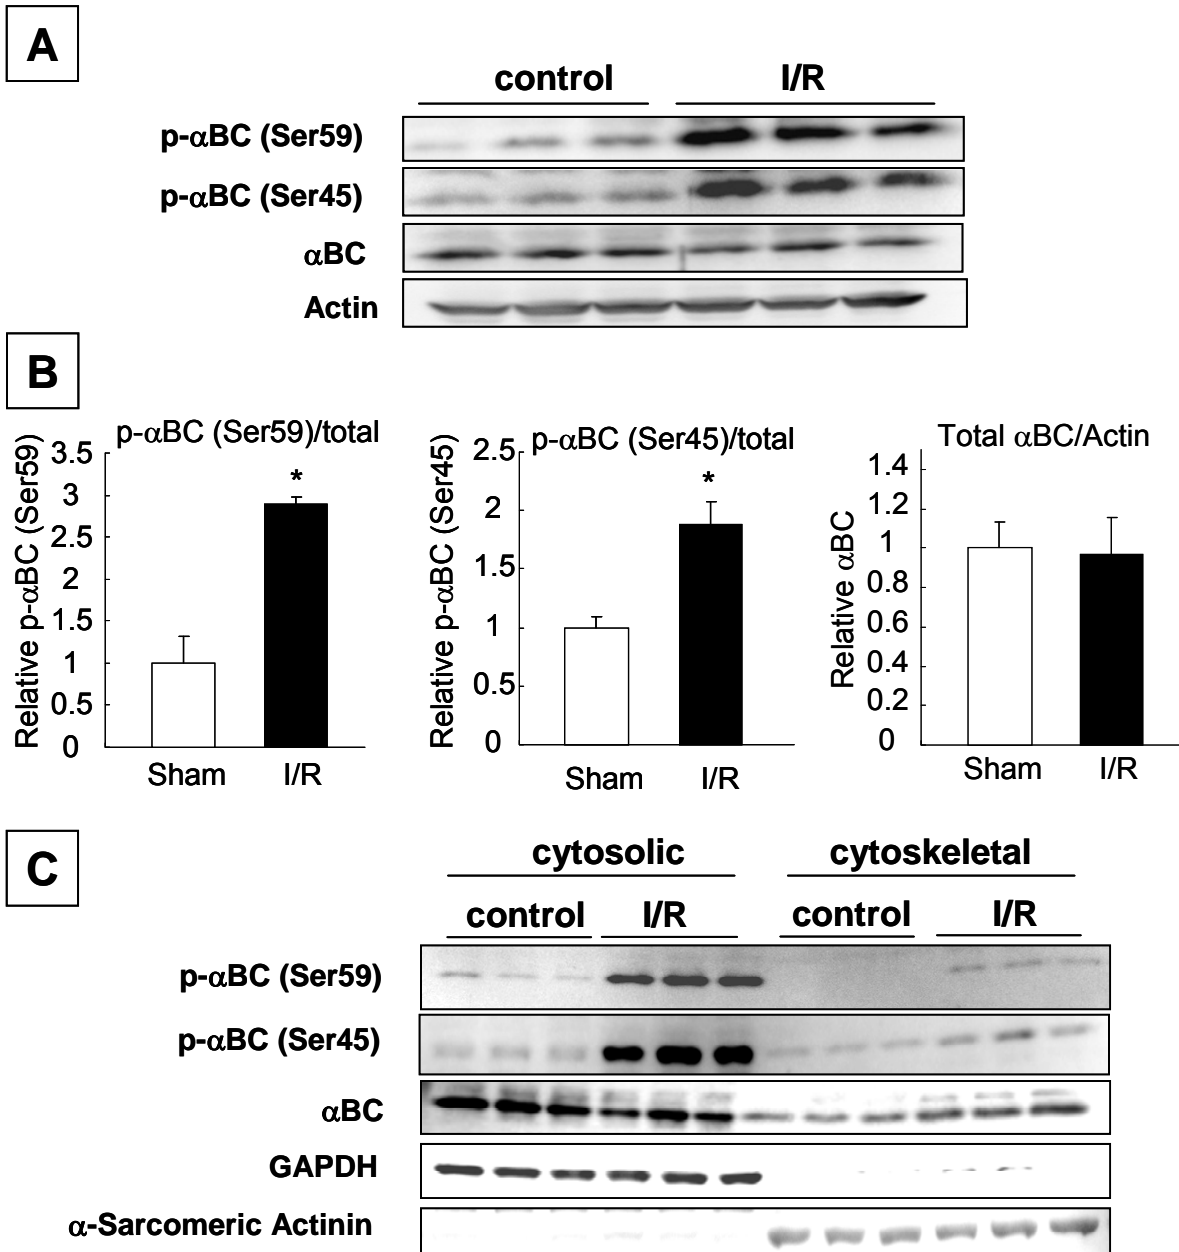 A
control I/R
p-αBC (Ser59)
p-αBC (Ser45)
αBC
Actin
B
p-αBC (Ser59)/total
Relative p-αBC (Ser59)
3.5
3
2.5
2
1.5
1
0.5
0
*
Sham I/R
p-αBC (Ser45)/total
Relative p-αBC (Ser45)
2.5
2
1.5
1
0.5
0
*
Sham I/R
Total αBC/Actin
Relative αBC
1.4
1.2
1
0.8
0.6
0.4
0.2
0
Sham I/R
C
cytosolic cytoskeletal
control I/R control I/R
p-αBC (Ser59)
p-αBC (Ser45)
αBC
GAPDH
α-Sarcomeric Actinin